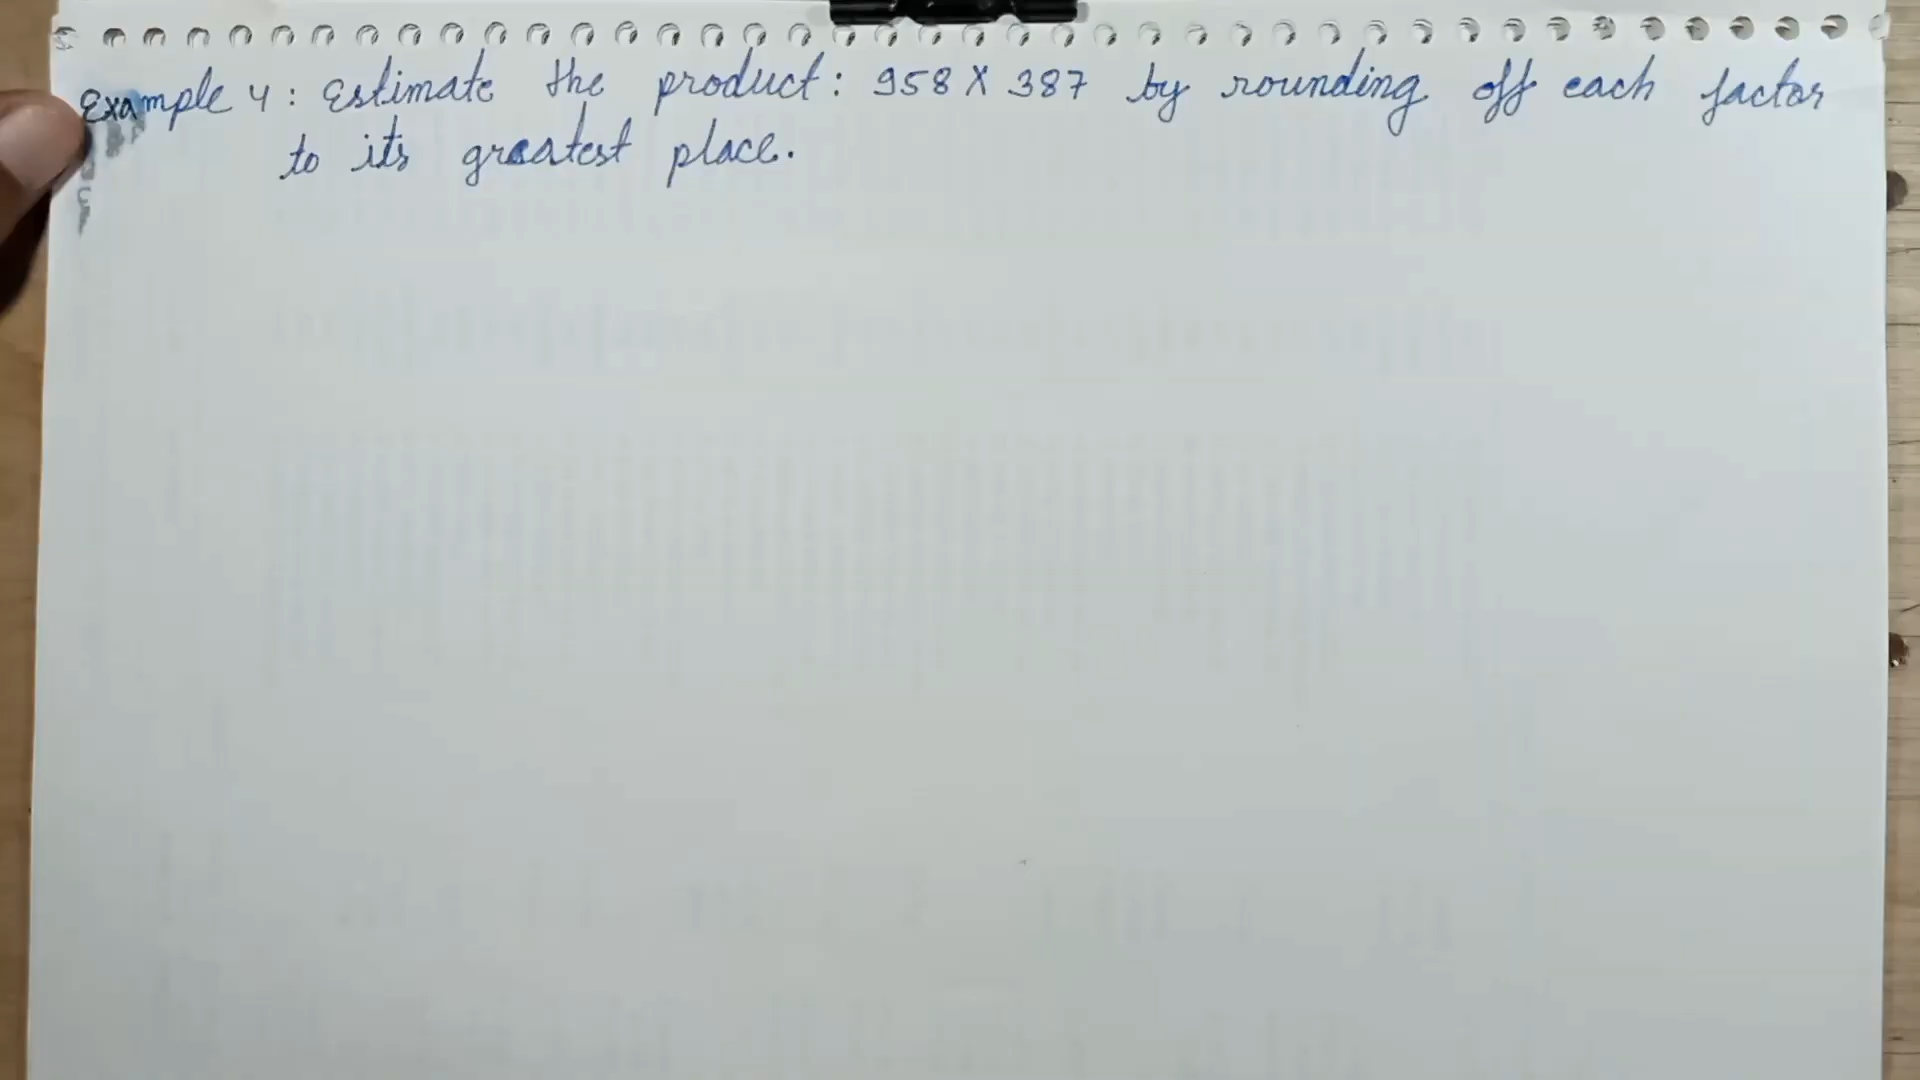 Example 4 : Estimate the product : 958 X 387 by rounding off each factor
to its greatest place.